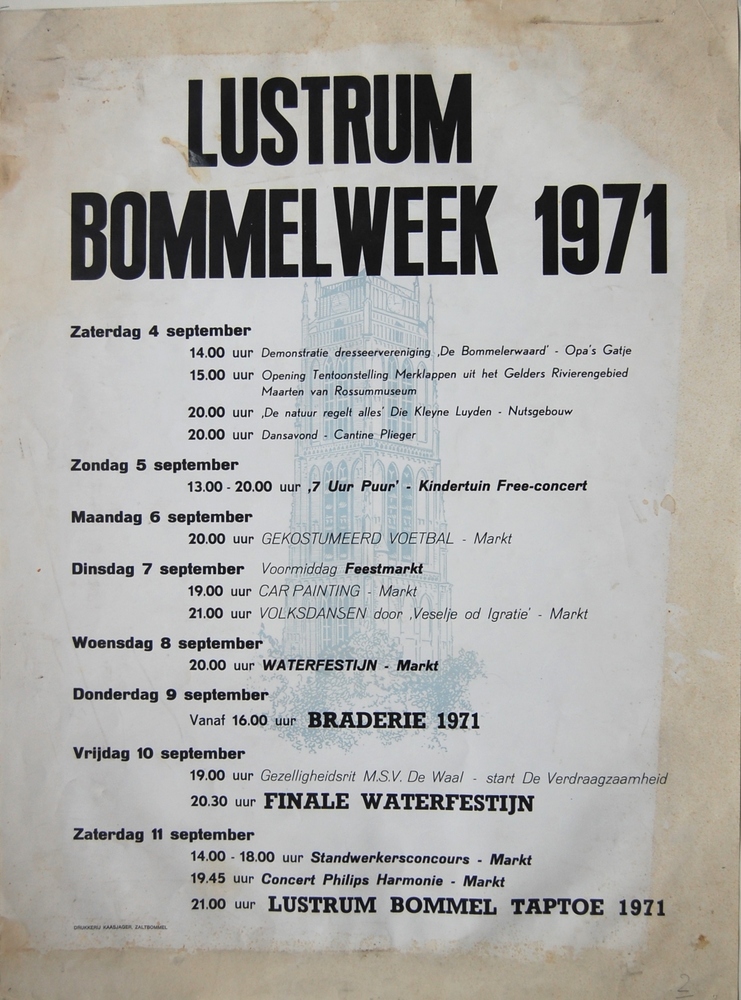 LUSTRUM
BOMMELWEEK 1971
Zaterdag 4 september
14.00 uur Demonstratie dresseervereniging ‚De Bommelerwaard' - Opa's Gatje
15.00 uur Opening Tentoonstelling Merklappen uit het Gelders Rivierengebied
Maarten van Rossummuseum
20.00 uur ‚De natuur regelt alles' Die Kleyne Luyden - Nutsgebouw
20.00 uur Dansavond - Cantine Plieger
Zondag 5 september
13.00 - 20.00 uur ‚7 Uur Puur' - Kindertuin Free-concert
Maandag 6 september
20.00 uur GEKOSTUMEERD VOETBAL - Markt
Dinsdag 7 september Voormiddag Feestmarkt
19.00 uur CAR PAINTING - Markt
21.00 uur VOLKSDANSEN door ‚Veselje od Igratie' - Markt
Woensdag 8 september
20.00 uur WATERFESTIJN - Markt
Donderdag 9 september
Vanaf 16.00 uur BRADERIE 1971
Vrijdag 10 september
19.00 uur Gezelligheidsrit M.S.V. De Waal - start De Verdraagzaamheid
20.30 uur FINALE WATERFESTIJN
Zaterdag 11 september
14.00 - 18.00 uur Standwerkersconcours - Markt
19.45 uur Concert Philips Harmonie - Markt
21.00 uur LUSTRUM BOMMEL TAPTOE 1971
DRUKKERIJ KAASJAGER, ZALTBOMMEL
2